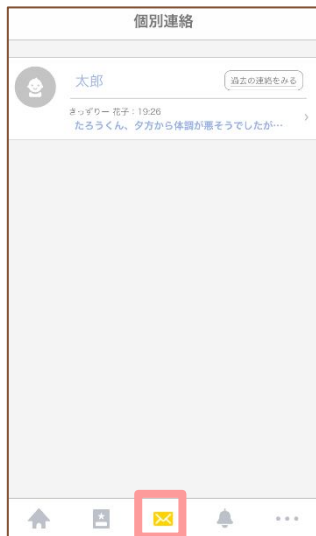 個別連絡
太郎
過去の連絡をみる
きっずりー 花子：19:26
たろうくん、夕方から体調が悪そうでしたが…